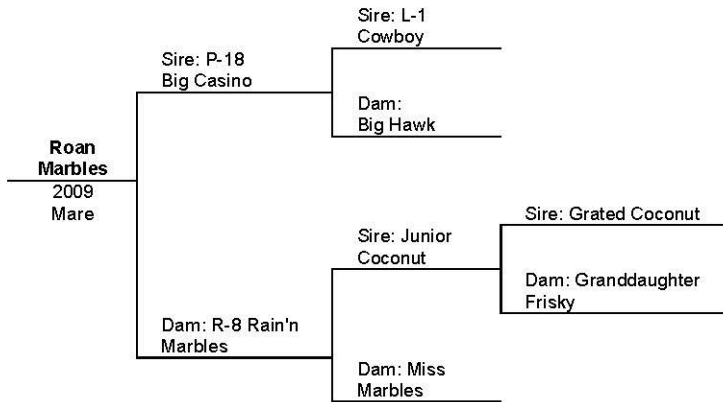 Sire: L-1
Cowboy
Sire: P-18
Big Casino
Dam:
Big Hawk
Roan
Marbles
2009
Mare
Sire: Grated Coconut
Sire: Junior
Coconut
Dam: Granddaughter
Frisky
Dam: R-8 Rain'n
Marbles
Dam: Miss
Marbles